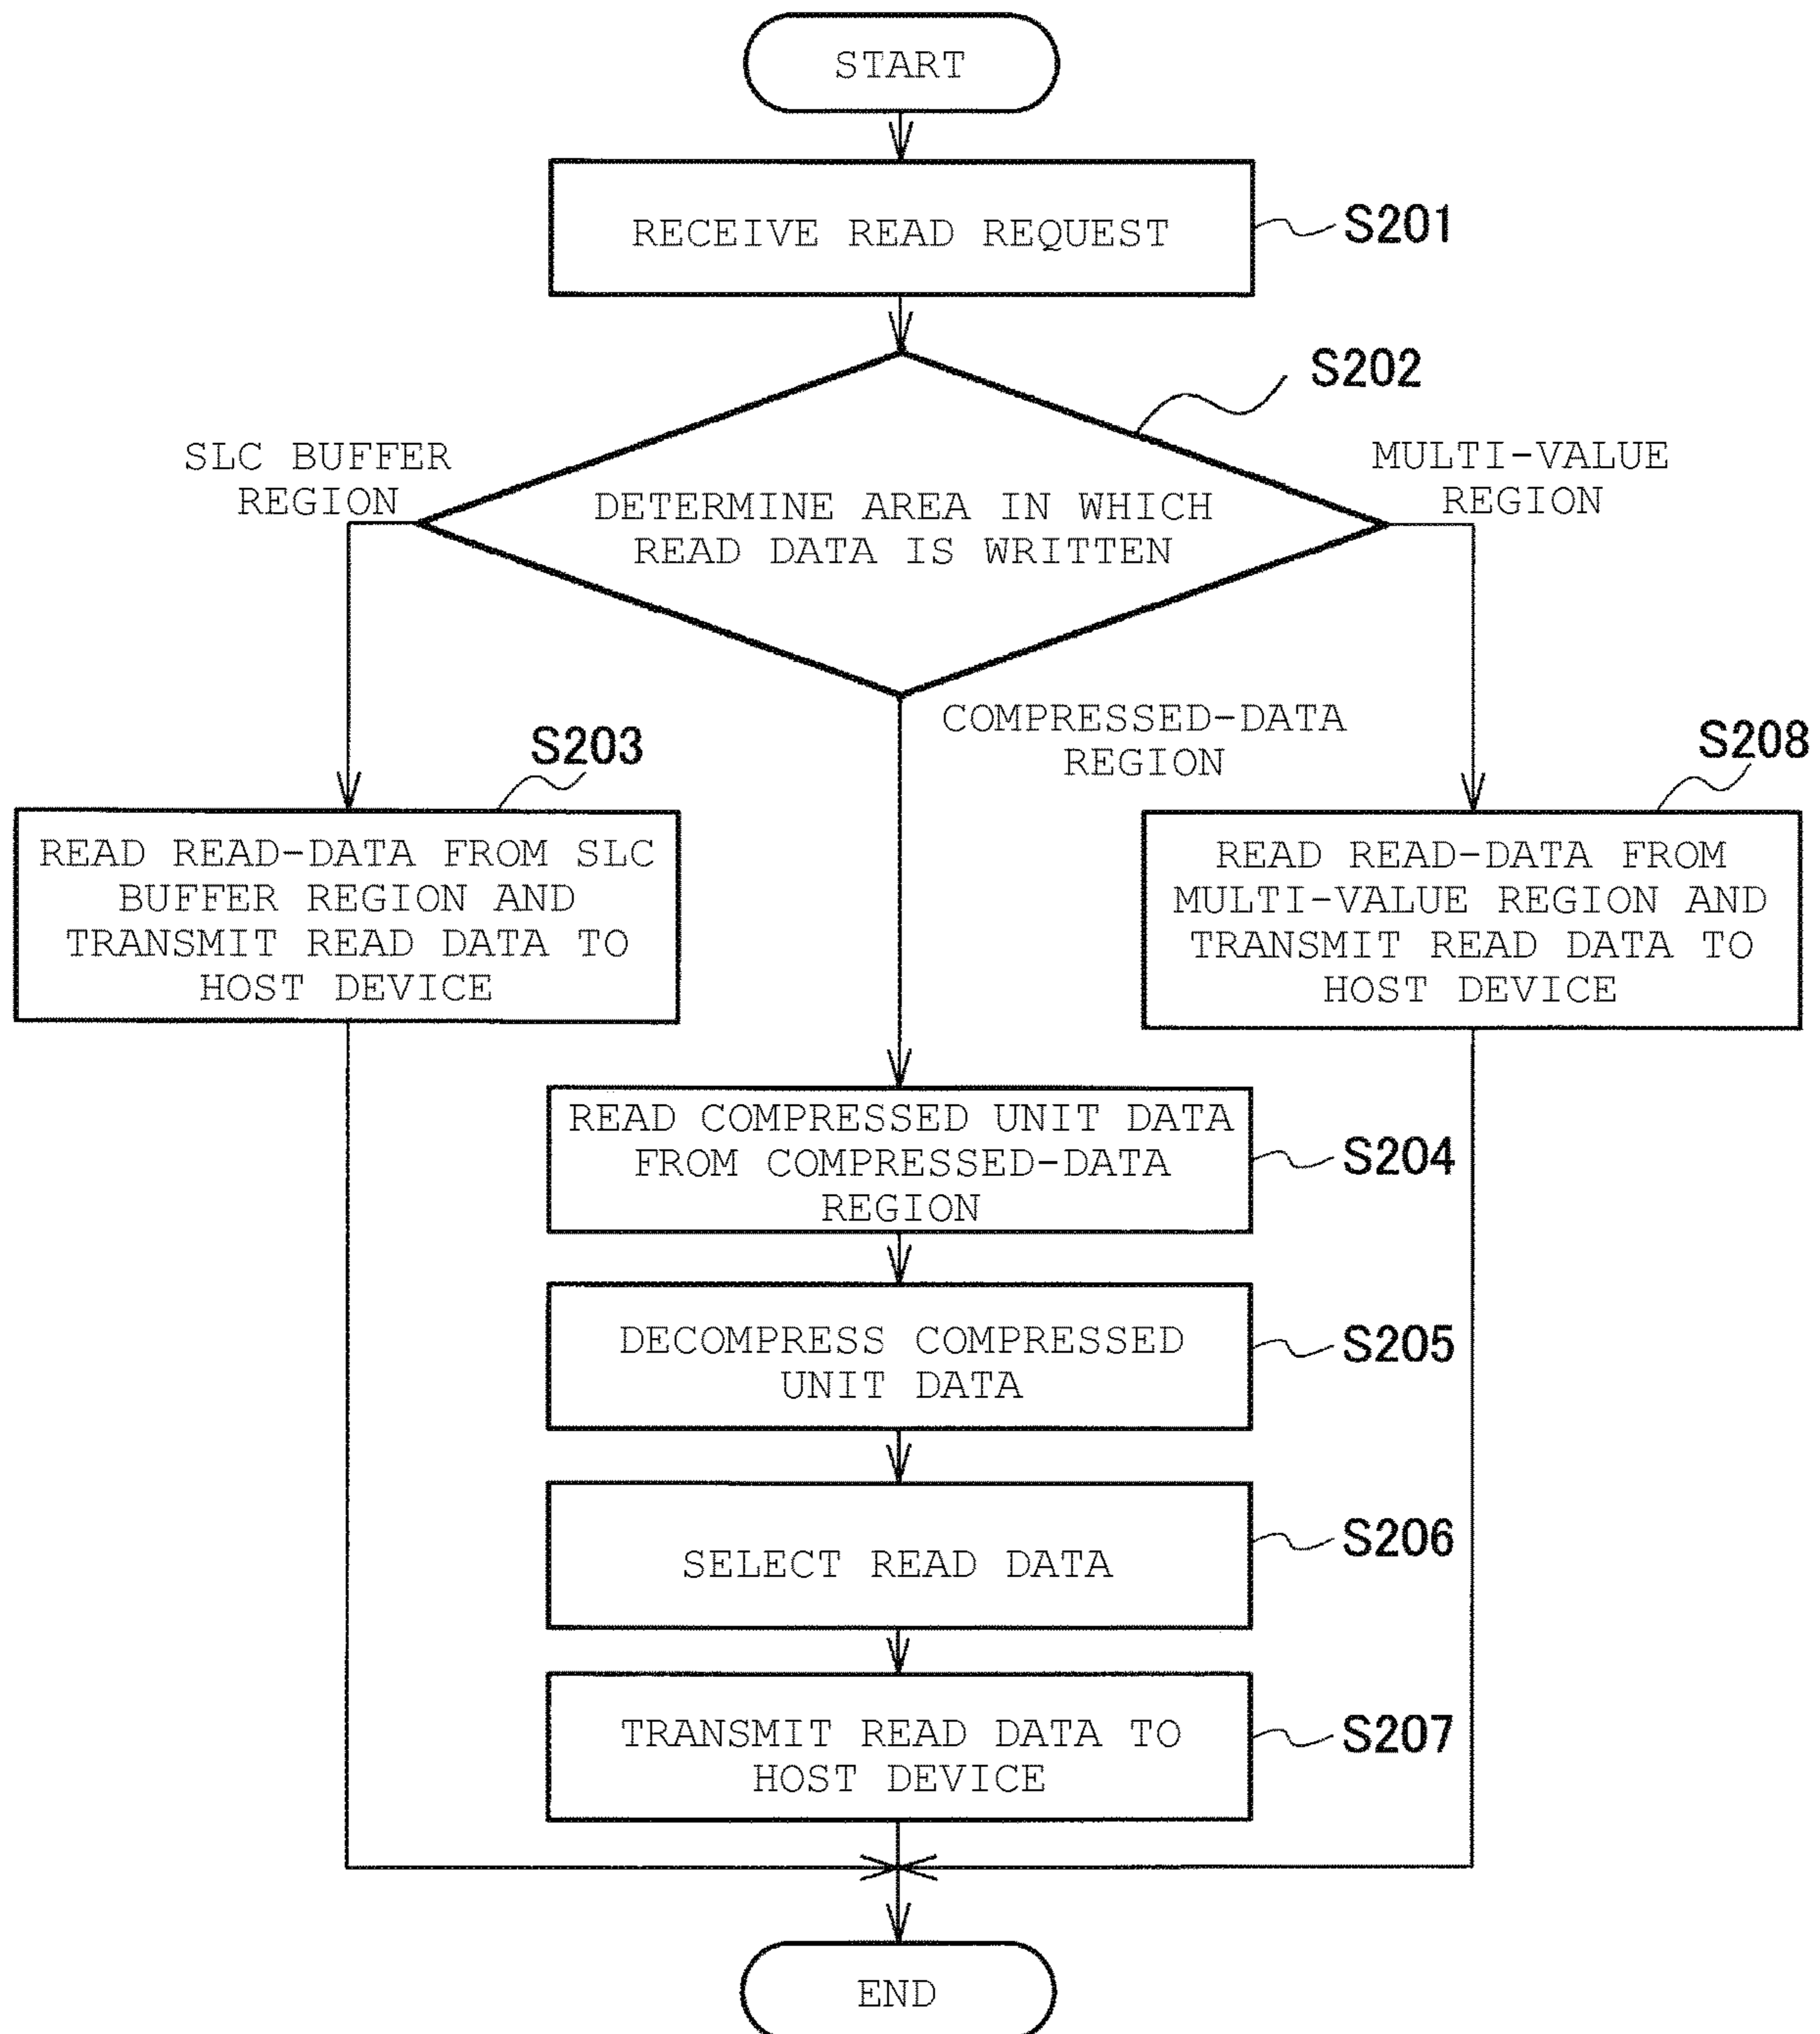 START
RECEIVE READ REQUEST
S201
S202
SLC BUFFER
REGION
MULTI-VALUE
REGION
DETERMINE AREA IN WHICH
READ DATA IS WRITTEN
COMPRESSED-DATA
REGION
S203
S208
READ READ-DATA FROM SLC
BUFFER REGION AND
TRANSMIT READ DATA TO
HOST DEVICE
READ READ-DATA FROM
MULTI-VALUE REGION AND
TRANSMIT READ DATA TO
HOST DEVICE
READ COMPRESSED UNIT DATA
FROM COMPRESSED-DATA
REGION
S204
DECOMPRESS COMPRESSED
UNIT DATA
S205
SELECT READ DATA
S206
TRANSMIT READ DATA TO
HOST DEVICE
S207
END